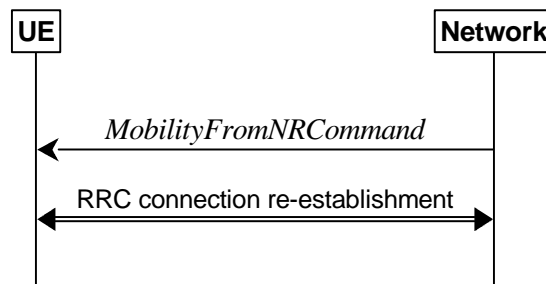 UE
Network
MobilityFromNRCommand
RRC connection re-establishment